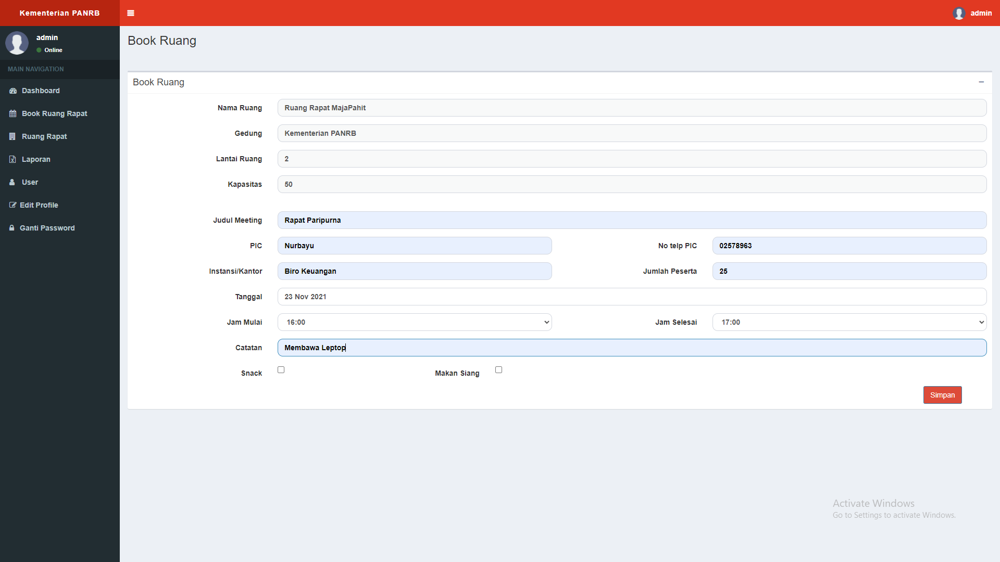 Kementerian PANRB
admin
admin
Online
MAIN NAVIGATION
Dashboard
Book Ruang Rapat
Ruang Rapat
Laporan
User
Edit Profile
Ganti Password
Book Ruang
Book Ruang
Nama Ruang Ruang Rapat MajaPahit
Gedung Kementerian PANRB
Lantai Ruang 2
Kapasitas 50
Judul Meeting Rapat Paripurna
PIC Nurbayu No telp PIC 02578963
Instansi/Kantor Biro Keuangan Jumlah Peserta 25
Tanggal 23 Nov 2021
Jam Mulai 16:00 Jam Selesai 17:00
Catatan Membawa Leptop
Snack Makan Siang
Simpan
Activate Windows
Go to Settings to activate Windows.